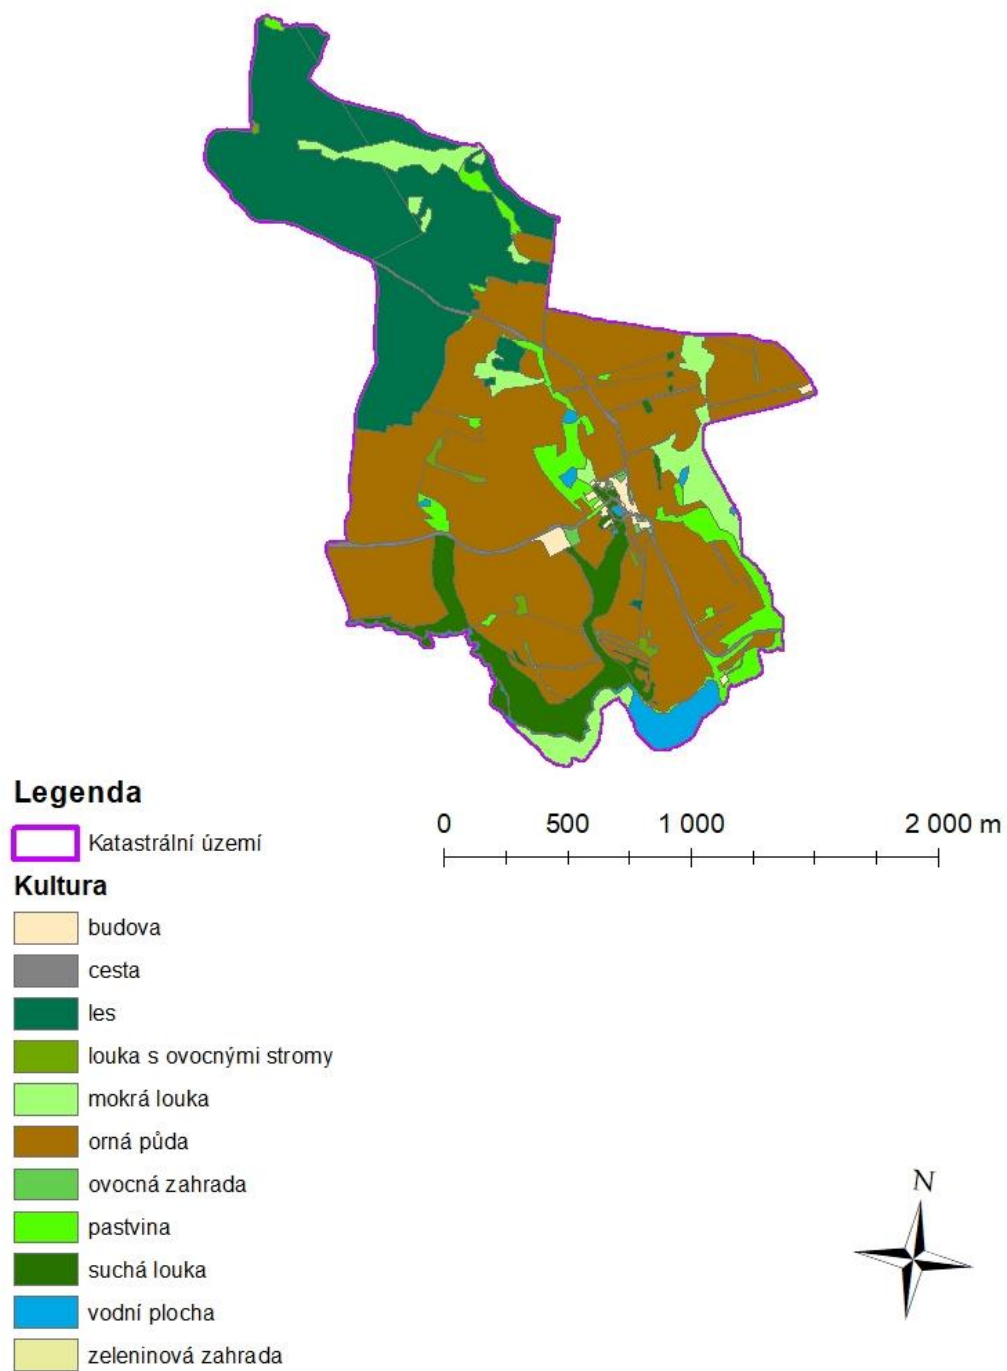 Legenda
Katastrální území
0 500 1 000 2 000 m
Kultura
budova
cesta
les
louka s ovocnými stromy
mokrá louka
orná půda
ovocná zahrada
pastvina
suchá louka
vodní plocha
zeleninová zahrada
N